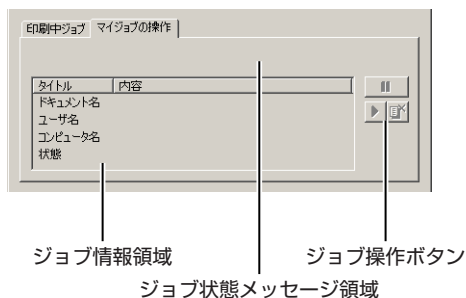 印刷中ジョブ マイジョブの操作
タイトル 内容
ドキュメント名
ユーザ名
コンピュータ名
状態
ジョブ情報領域 ジョブ操作ボタン
ジョブ状態メッセージ領域